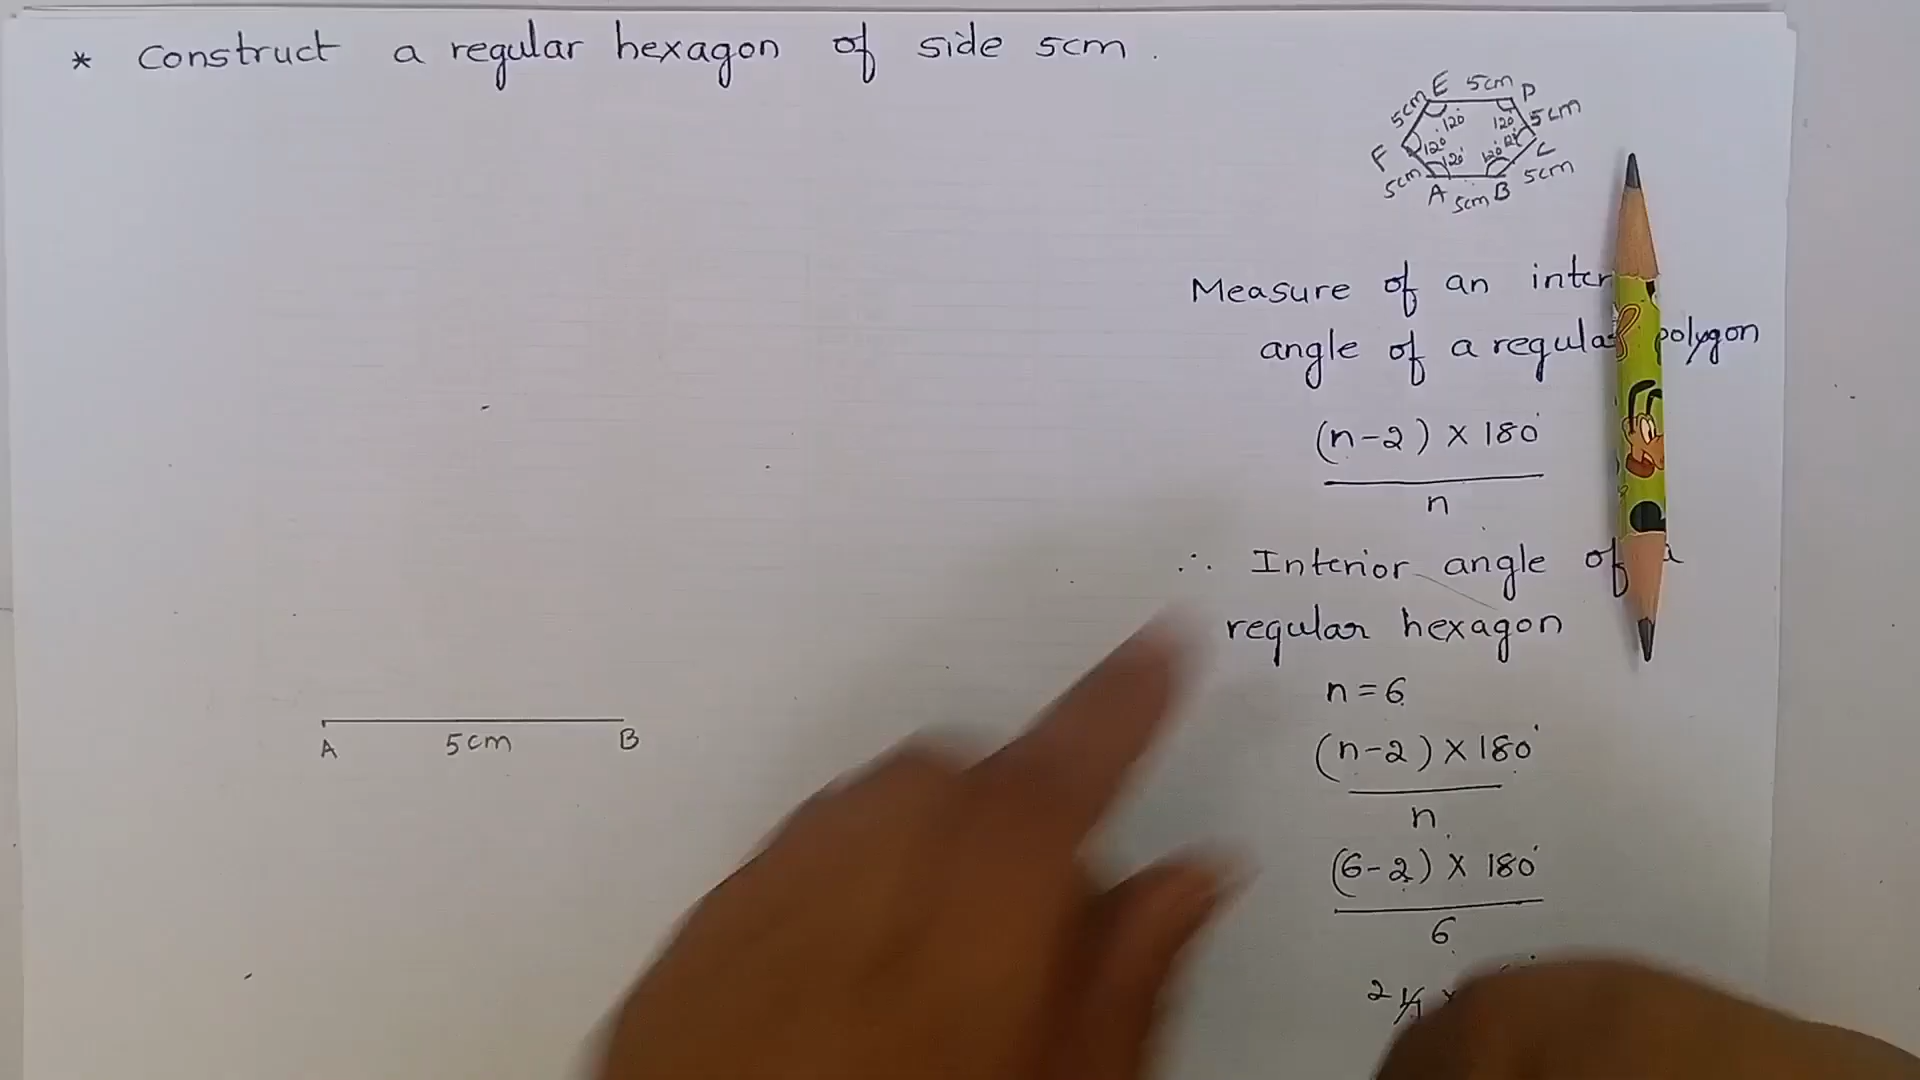 * Construct a regular hexagon of side 5cm.
E 5cm D
5cm 120° 120° 5cm
F 120° 120° 120° 120° C
5cm A 5cm B 5cm
Measure of an
angle of a regular polygon
(n-2) × 180°
n
∴ Interior angle of a
regular hexagon
n = 6
(n-2) × 180°
n
(6-2) × 180°
6
2
A 5cm B